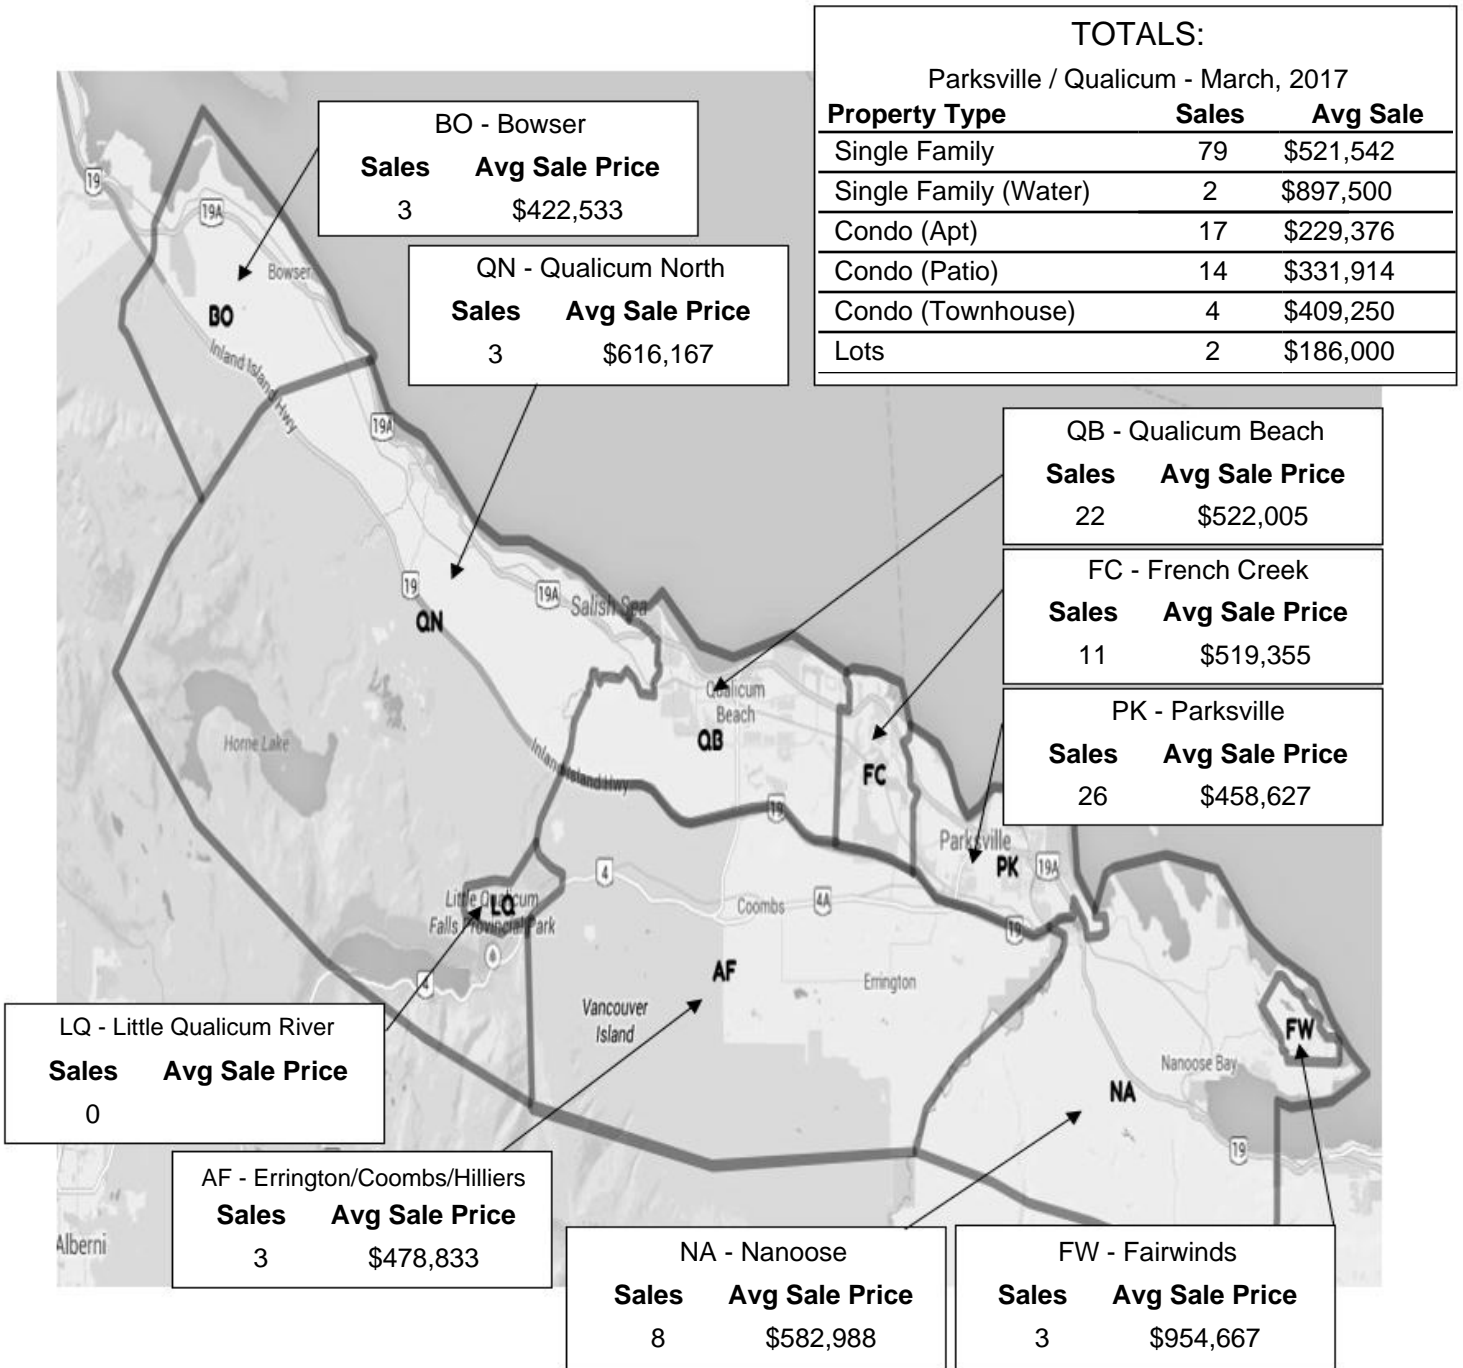 TOTALS:
Parksville / Qualicum - March, 2017
Property Type Sales Avg Sale
Single Family 79 $521,542
Single Family (Water) 2 $897,500
Condo (Apt) 17 $229,376
Condo (Patio) 14 $331,914
Condo (Townhouse) 4 $409,250
Lots 2 $186,000
BO - Bowser
Sales Avg Sale Price
3 $422,533
QN - Qualicum North
Sales Avg Sale Price
3 $616,167
QB - Qualicum Beach
Sales Avg Sale Price
22 $522,005
FC - French Creek
Sales Avg Sale Price
11 $519,355
PK - Parksville
Sales Avg Sale Price
26 $458,627
LQ - Little Qualicum River
Sales Avg Sale Price
0
AF - Errington/Coombs/Hilliers
Sales Avg Sale Price
3 $478,833
NA - Nanoose
Sales Avg Sale Price
8 $582,988
FW - Fairwinds
Sales Avg Sale Price
3 $954,667
19
19A
Bowser
BO
Inland Island Hwy
19A
19
19A
Salish Sea
QN
Qualicum
Beach
QB
Horne Lake
Inland Island Hwy
FC
19
Parksville
PK
19A
4
Little Qualicum
Falls Provincial Park
LQ
Coombs
4A
19
4
AF
Errington
Vancouver
Island
FW
Nanoose Bay
NA
19
Alberni